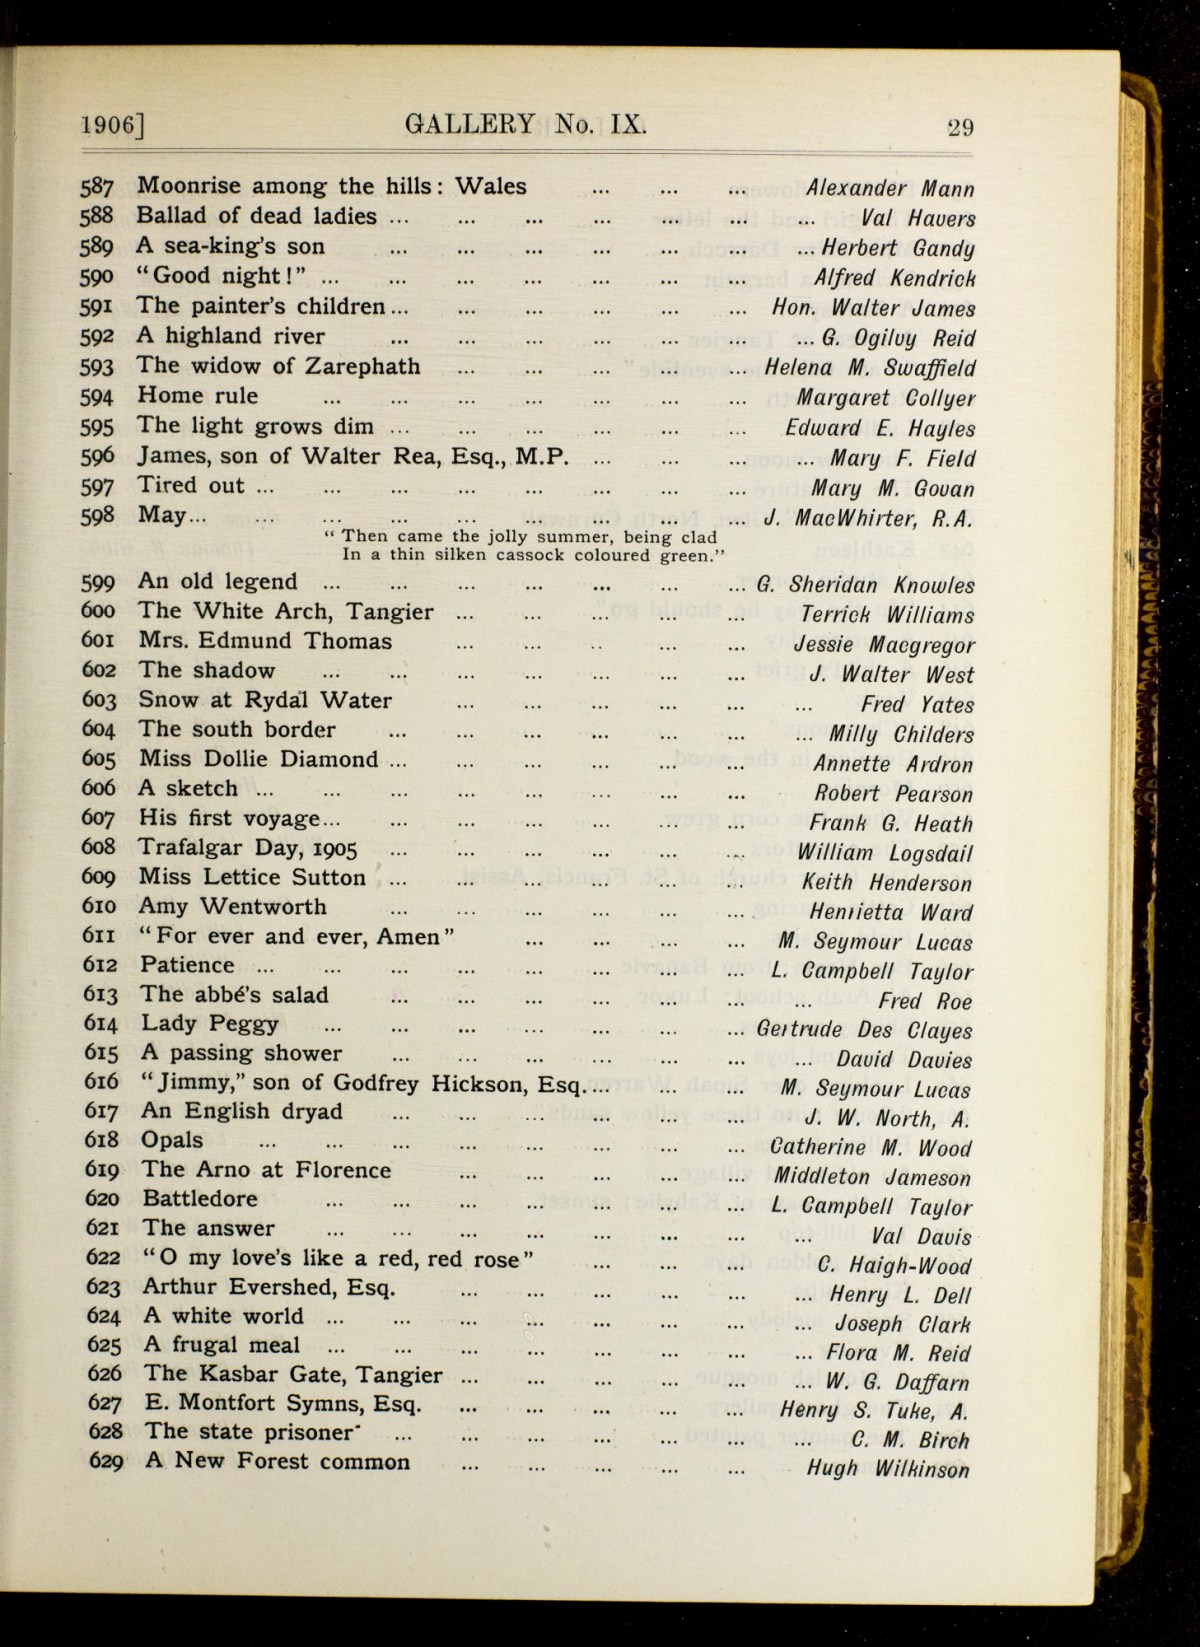 1906] GALLERY No. IX. 29
587 Moonrise among the hills: Wales ... ... ... Alexander Mann
588 Ballad of dead ladies ... ... ... ... ... ... ... Val Havers
589 A sea-king's son ... ... ... ... ... ... ... Herbert Gandy
590 "Good night!" ... ... ... ... ... ... ... Alfred Kendrick
591 The painter's children ... ... ... ... ... ... Hon. Walter James
592 A highland river ... ... ... ... ... ... ... G. Ogilvy Reid
593 The widow of Zarephath ... ... ... ... ... Helena M. Swaffield
594 Home rule ... ... ... ... ... ... ... Margaret Collyer
595 The light grows dim ... ... ... ... ... ... Edward E. Hayles
596 James, son of Walter Rea, Esq., M.P. ... ... ... ... Mary F. Field
597 Tired out ... ... ... ... ... ... ... ... Mary M. Govan
598 May... ... ... ... ... ... ... ... ... J. MacWhirter, R.A.
"Then came the jolly summer, being clad
In a thin silken cassock coloured green."
599 An old legend ... ... ... ... ... ... ... G. Sheridan Knowles
600 The White Arch, Tangier ... ... ... ... ... Terrick Williams
601 Mrs. Edmund Thomas ... ... .. ... ... Jessie Macgregor
602 The shadow ... ... ... ... ... ... ... J. Walter West
603 Snow at Rydal Water ... ... ... ... ... ... Fred Yates
604 The south border ... ... ... ... ... ... ... Milly Childers
605 Miss Dollie Diamond ... ... ... ... ... ... Annette Ardron
606 A sketch ... ... ... ... ... ... ... ... Robert Pearson
607 His first voyage... ... ... ... ... ... ... Frank G. Heath
608 Trafalgar Day, 1905 ... ... ... ... ... ... William Logsdail
609 Miss Lettice Sutton ... ... ... ... ... ... Keith Henderson
610 Amy Wentworth ... ... ... ... ... ... Henrietta Ward
611 "For ever and ever, Amen" ... ... ... ... M. Seymour Lucas
612 Patience ... ... ... ... ... ... ... ... L. Campbell Taylor
613 The abbé's salad ... ... ... ... ... ... ... Fred Roe
614 Lady Peggy ... ... ... ... ... ... ... Gertrude Des Clayes
615 A passing shower ... ... ... ... ... ... ... David Davies
616 "Jimmy," son of Godfrey Hickson, Esq.... ... ... M. Seymour Lucas
617 An English dryad ... ... ... ... ... ... J. W. North, A.
618 Opals ... ... ... ... ... ... ... ... Catherine M. Wood
619 The Arno at Florence ... ... ... ... ... Middleton Jameson
620 Battledore ... ... ... ... ... ... ... L. Campbell Taylor
621 The answer ... ... ... ... ... ... ... ... Val Davis
622 "O my love's like a red, red rose" ... ... ... C. Haigh-Wood
623 Arthur Evershed, Esq. ... ... ... ... ... ... Henry L. Dell
624 A white world ... ... ... ... ... ... ... ... Joseph Clark
625 A frugal meal ... ... ... ... ... ... ... ... Flora M. Reid
626 The Kasbar Gate, Tangier ... ... ... ... ... ... W. G. Daffarn
627 E. Montfort Symns, Esq. ... ... ... ... ... Henry S. Tuke, A.
628 The state prisoner ... ... ... ... ... ... ... C. M. Birch
629 A New Forest common ... ... ... ... ... Hugh Wilkinson